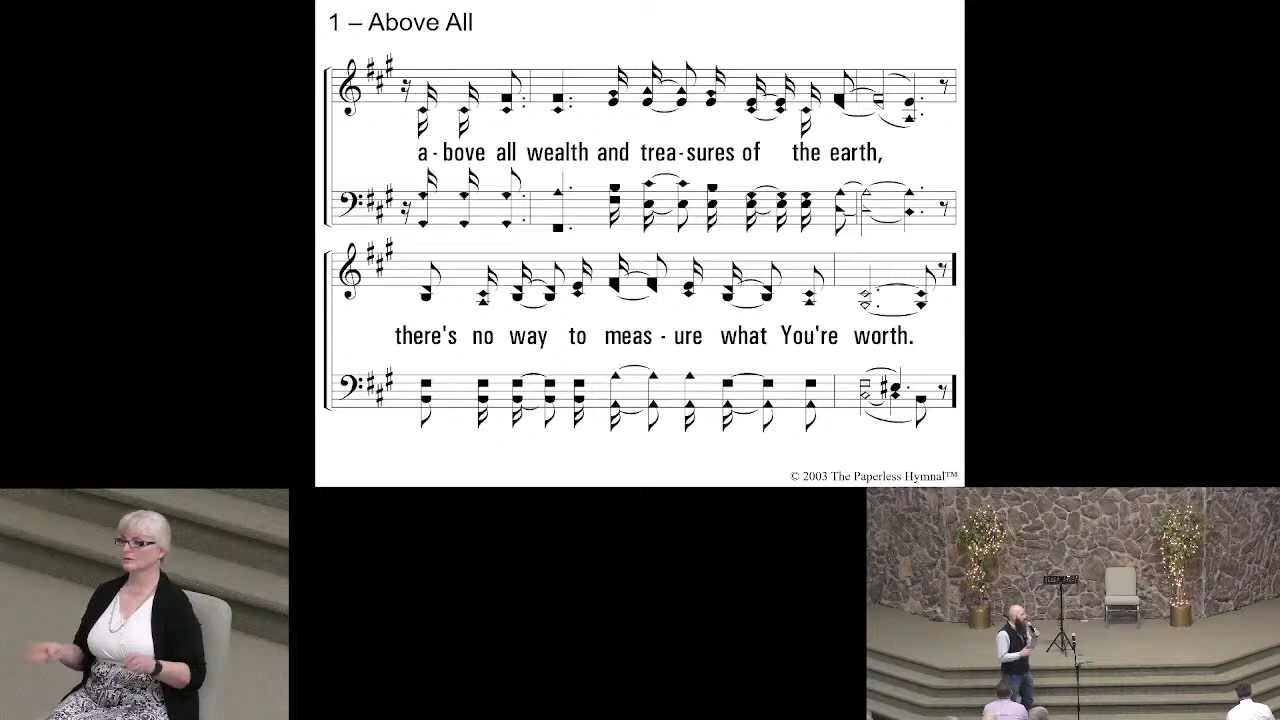 1 – Above All
a - bove all wealth and trea - sures of the earth,
there's no way to meas - ure what You're worth.
© 2003 The Paperless Hymnal™